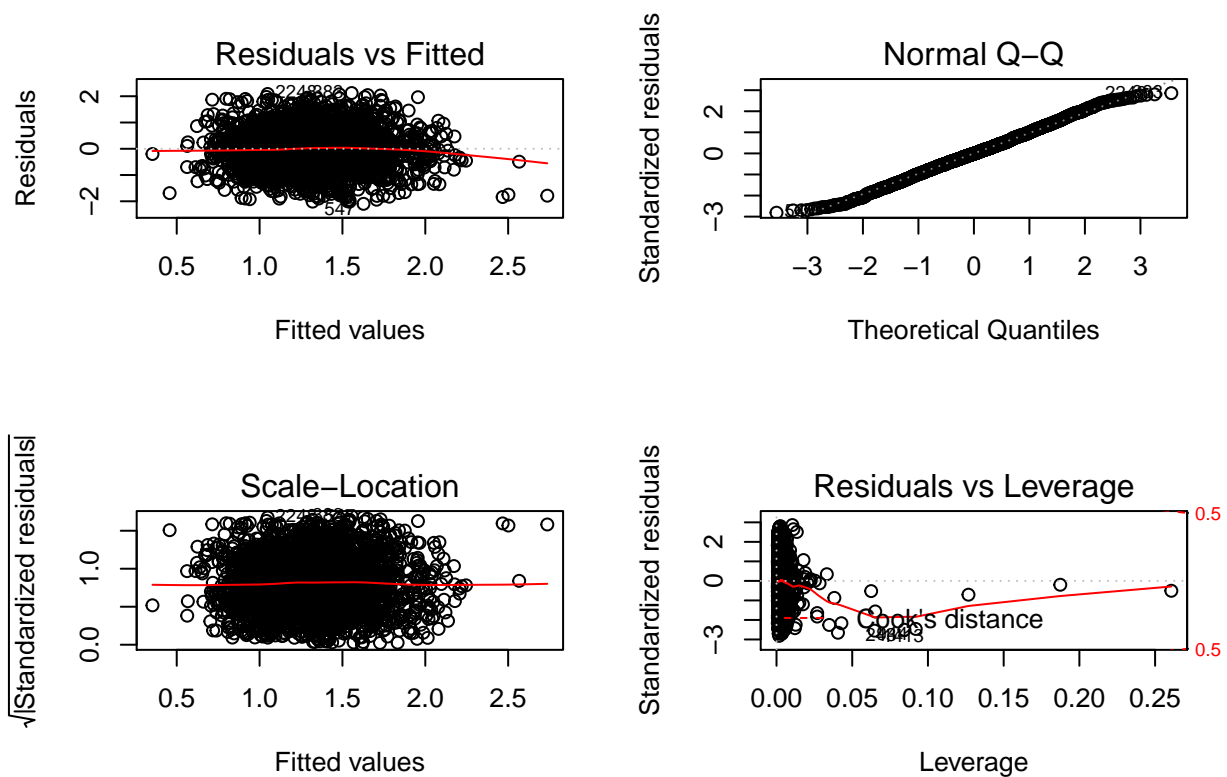 Residuals vs Fitted
Residuals
2
0
−2
547
0.5 1.0 1.5 2.0 2.5
Fitted values
Normal Q−Q
Standardized residuals
2
0
−3
−3 −2 −1 0 1 2 3
Theoretical Quantiles
Scale−Location
√|Standardized residuals|
1.0
0.0
0.5 1.0 1.5 2.0 2.5
Fitted values
Residuals vs Leverage
Standardized residuals
2
0
−3
0.5
0.5
Cook's distance
0.00 0.05 0.10 0.15 0.20 0.25
Leverage